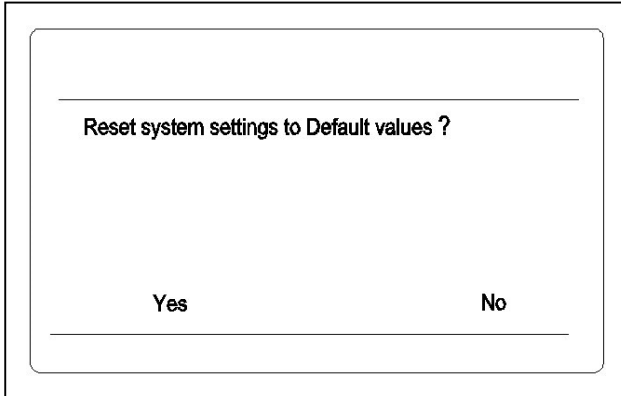 Reset system settings to Default values ?
Yes No